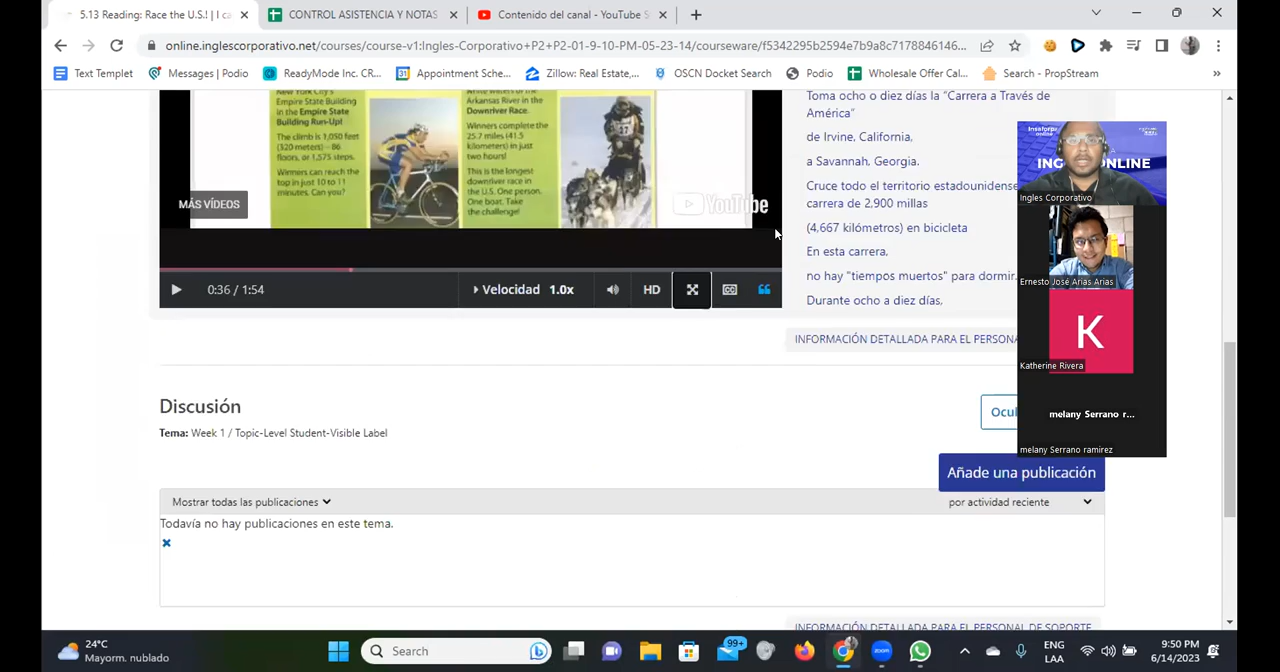 5.13 Reading: Race the U.S.! | I ca
CONTROL ASISTENCIA Y NOTAS
Contenido del canal - YouTube S
online.inglescorporativo.net/courses/course-v1:Ingles-Corporativo+P2+P2-01-9-10-PM-05-23-14/courseware/f5342295b2594e7b9a8c7178846146...
Text Templet
Messages | Podio
ReadyMode Inc. CR...
Appointment Sche...
Zillow: Real Estate,...
OSCN Docket Search
Podio
Wholesale Offer Cal...
Search - PropStream
»
New York City's
Empire State Building
in the Empire State
Building Run-Up!
The climb is 1,050 feet
(320 meters) – 86
floors, or 1,575 steps.
Winners can reach the
top in just 10 to 11
minutes. Can you?
White waters of the
Arkansas River in the
Downriver Race.
Winners complete the
25.7 miles (41.5
kilometers) in just
two hours!
This is the longest
downriver race in
the U.S. One person.
One boat. Take the
challenge!
MÁS VÍDEOS
YouTube
0:36 / 1:54
Velocidad 1.0x
HD
Toma ocho o diez días la "Carrera a Través de
América"
de Irvine, California,
a Savannah, Georgia.
Cruce todo el territorio estadounidense
carrera de 2,900 millas
(4,667 kilómetros) en bicicleta
En esta carrera,
no hay "tiempos muertos" para dormir.
Durante ocho a diez días,
INFORMACIÓN DETALLADA PARA EL PERSONA
Insaforp
online
ING ONLINE
Ingles Corporativo
Ernesto José Arias Arias
K
Katherine Rivera
melany Serrano r...
melany Serrano ramirez
Discusión
Tema: Week 1 / Topic-Level Student-Visible Label
Ocul
Añade una publicación
Mostrar todas las publicaciones
por actividad reciente
Todavía no hay publicaciones en este tema.
INFORMACIÓN DETALLADA PARA EL PERSONAL DE SOPORTE
24°C
Mayorm. nublado
Search
99+
ENG
LAA
9:50 PM
6/14/2023